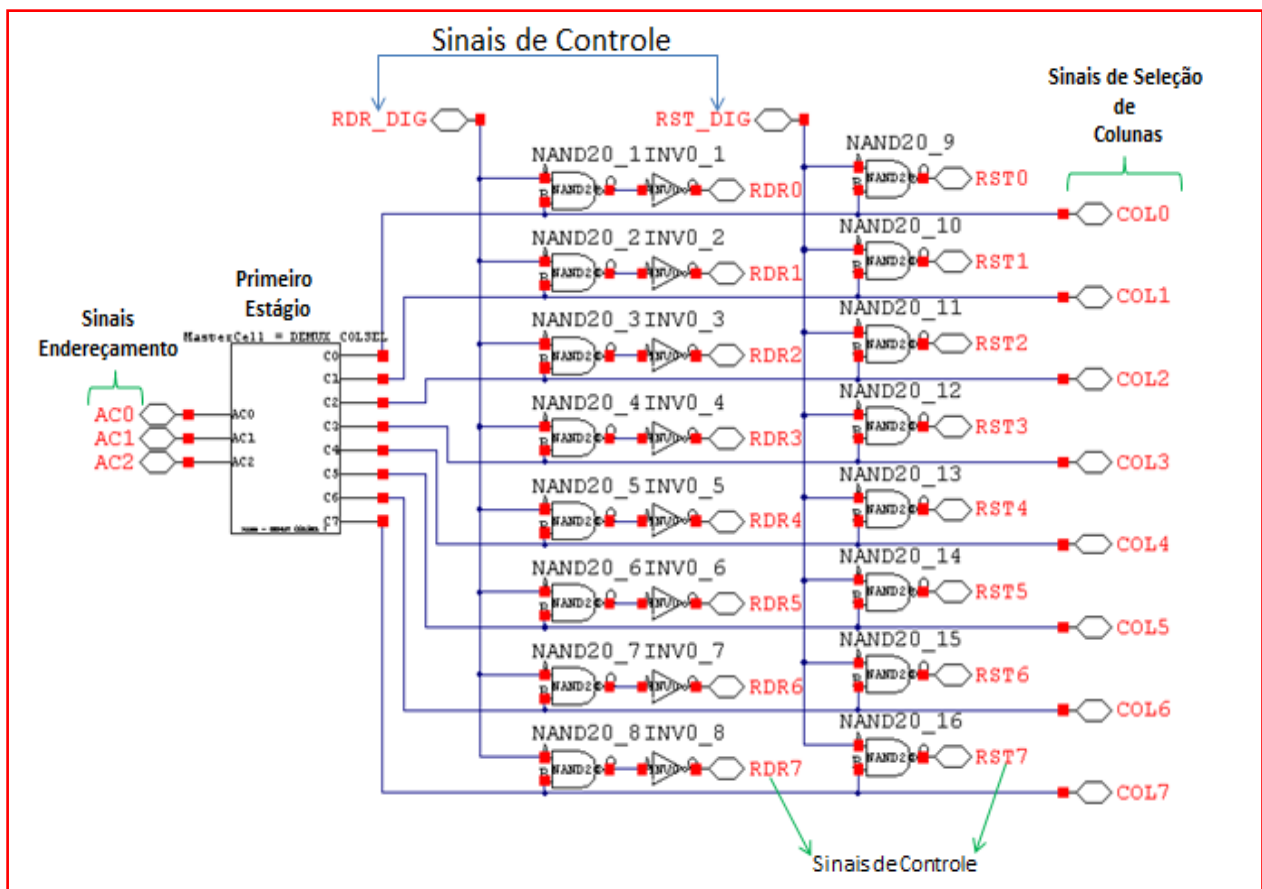 Sinais de Controle
RDR_DIG
RST_DIG
Sinais de Seleção
de
Colunas
NAND20_1 INV0_1
RDR0
NAND20_9
RST0
COL0
NAND20_2 INV0_2
RDR1
NAND20_10
RST1
COL1
NAND20_3 INV0_3
RDR2
NAND20_11
RST2
COL2
NAND20_4 INV0_4
RDR3
NAND20_12
RST3
COL3
NAND20_5 INV0_5
RDR4
NAND20_13
RST4
COL4
NAND20_6 INV0_6
RDR5
NAND20_14
RST5
COL5
NAND20_7 INV0_7
RDR6
NAND20_15
RST6
COL6
NAND20_8 INV0_8
RDR7
NAND20_16
RST7
COL7
Primeiro
Estágio
Sinais
Endereçamento
MasterCell = DEMUX_COLSEL
C0
C1
C2
C3
C4
C5
C6
C7
AC0
AC1
AC2
AC0
AC1
AC2
Sinais de Controle